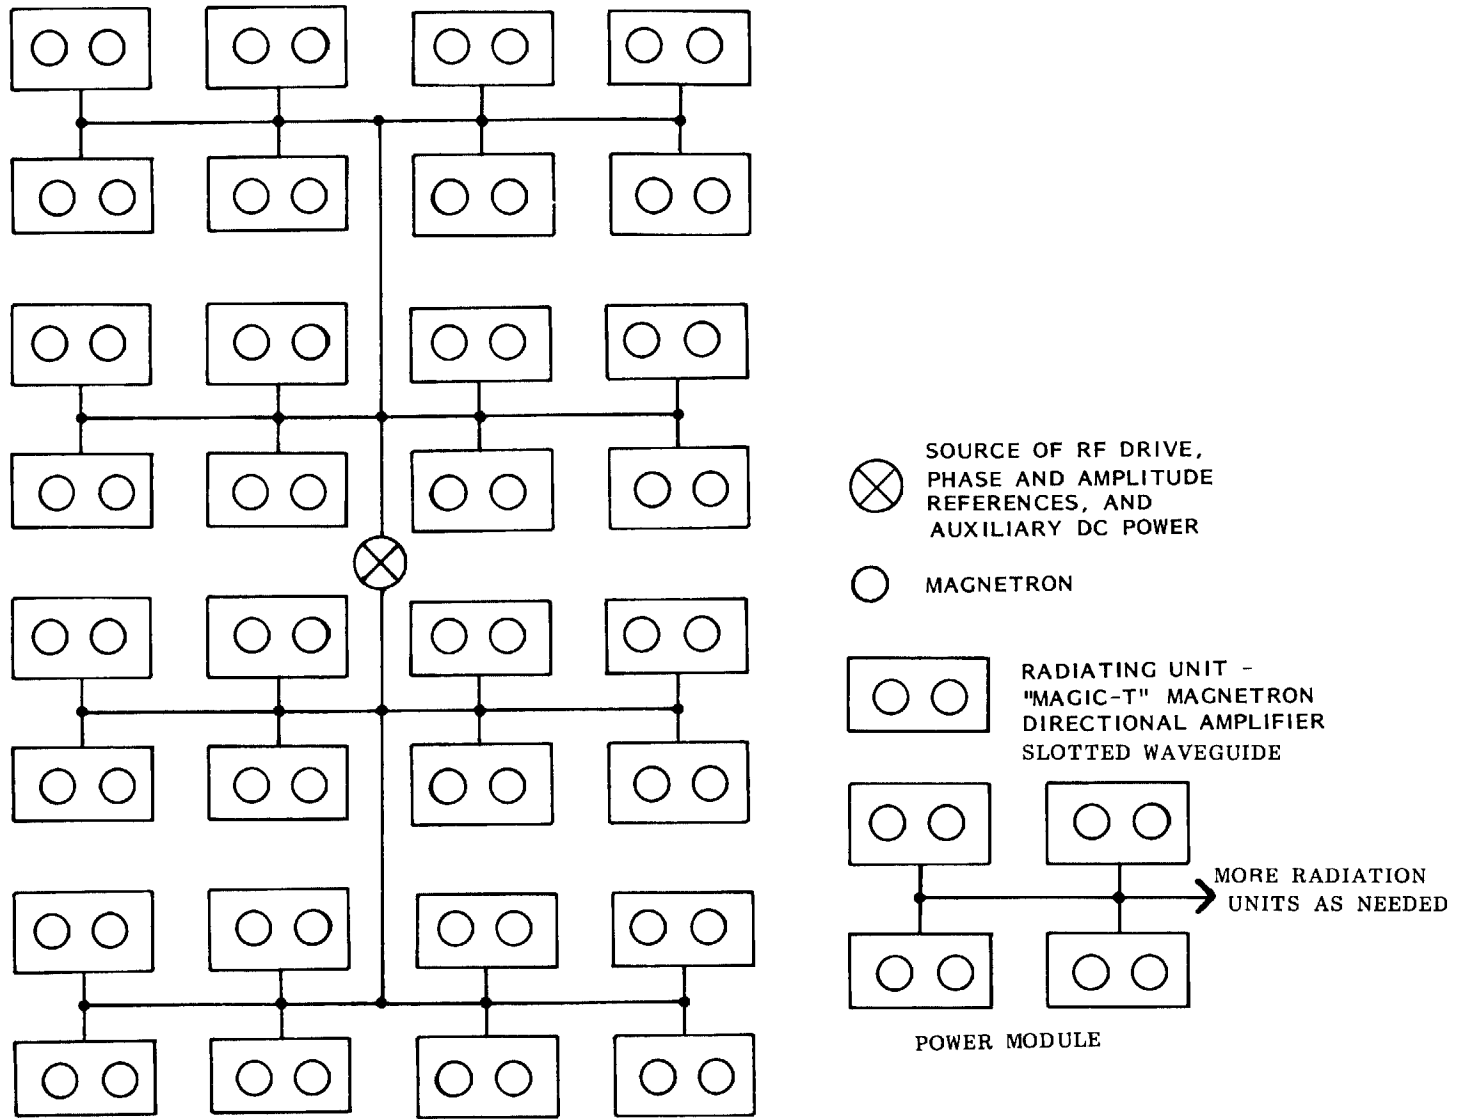 SOURCE OF RF DRIVE,
PHASE AND AMPLITUDE
REFERENCES, AND
AUXILIARY DC POWER
MAGNETRON
RADIATING UNIT -
"MAGIC-T" MAGNETRON
DIRECTIONAL AMPLIFIER
SLOTTED WAVEGUIDE
MORE RADIATION
UNITS AS NEEDED
POWER MODULE